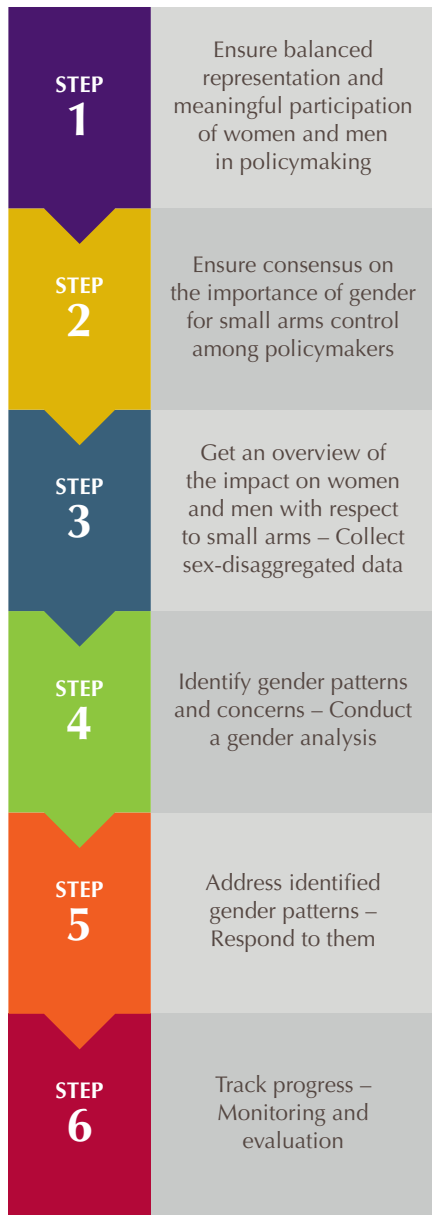 STEP
1
Ensure balanced
representation and
meaningful participation
of women and men
in policymaking
STEP
2
Ensure consensus on
the importance of gender
for small arms control
among policymakers
STEP
3
Get an overview of
the impact on women
and men with respect
to small arms – Collect
sex-disaggregated data
STEP
4
Identify gender patterns
and concerns – Conduct
a gender analysis
STEP
5
Address identified
gender patterns –
Respond to them
STEP
6
Track progress –
Monitoring and
evaluation